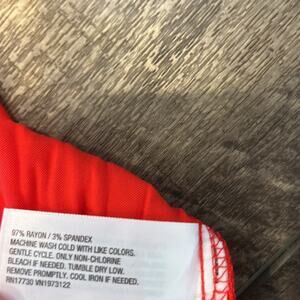 97% RAYON / 3% SPANDEX
MACHINE WASH COLD WITH LIKE COLORS.
GENTLE CYCLE. ONLY NON-CHLORINE
BLEACH IF NEEDED. TUMBLE DRY LOW.
REMOVE PROMPTLY. COOL IRON IF NEEDED.
RN17730 VN1973122